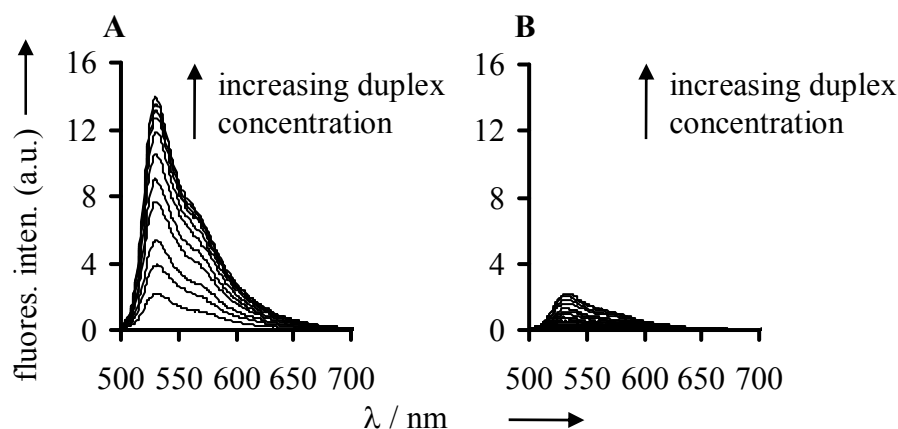 A
B
16
12
8
4
0
increasing duplex
concentration
500 550 600 650 700
16
12
8
4
0
increasing duplex
concentration
500 550 600 650 700
fluores. inten. (a.u.)
λ / nm